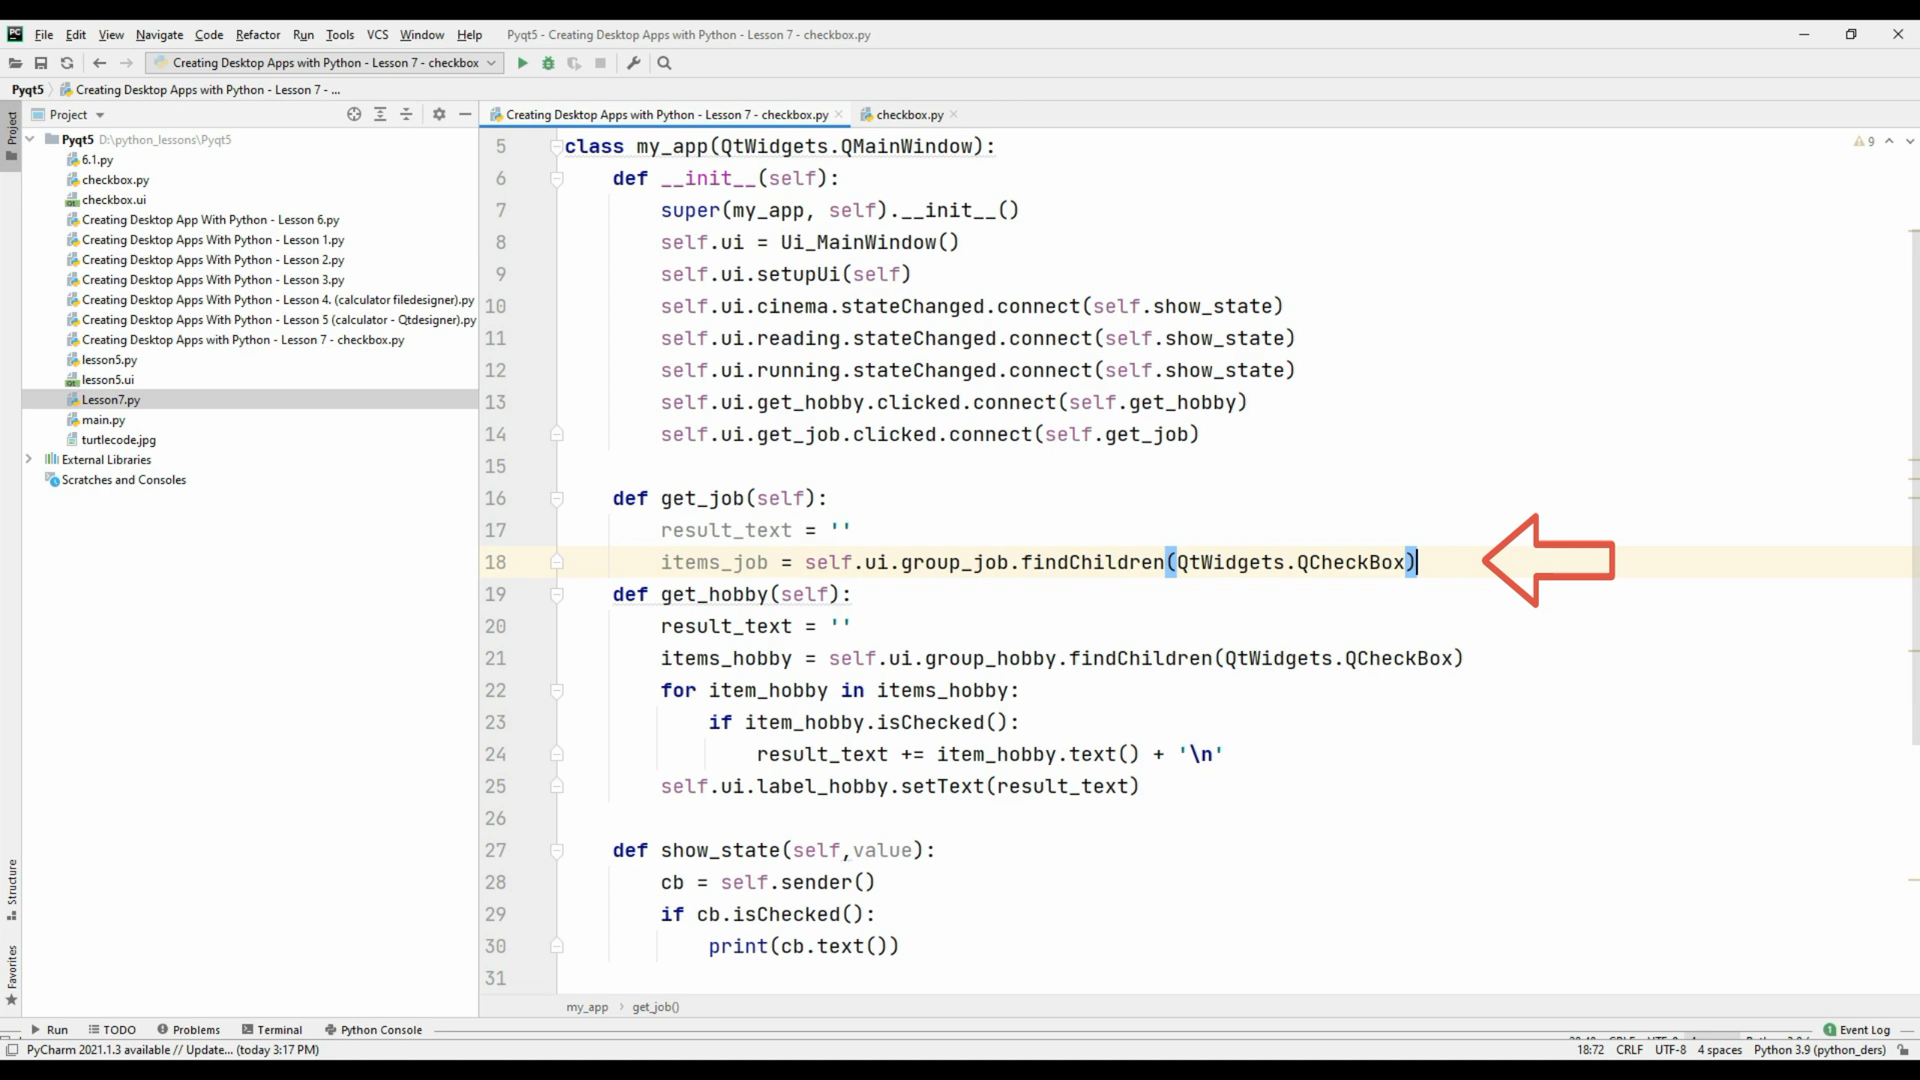 PC File Edit View Navigate Code Refactor Run Tools VCS Window Help Pyqt5 - Creating Desktop Apps with Python - Lesson 7 - checkbox.py
Creating Desktop Apps with Python - Lesson 7 - checkbox
Pyqt5 Creating Desktop Apps with Python - Lesson 7 - ...
Project
Project
Pyqt5 D:\python_lessons\Pyqt5
6.1.py
checkbox.py
checkbox.ui
Creating Desktop App With Python - Lesson 6.py
Creating Desktop Apps With Python - Lesson 1.py
Creating Desktop Apps With Python - Lesson 2.py
Creating Desktop Apps With Python - Lesson 3.py
Creating Desktop Apps With Python - Lesson 4. (calculator filedesigner).py
Creating Desktop Apps With Python - Lesson 5 (calculator - Qtdesigner).py
Creating Desktop Apps with Python - Lesson 7 - checkbox.py
lesson5.py
lesson5.ui
Lesson7.py
main.py
turtlecode.jpg
External Libraries
Scratches and Consoles
Structure
Favorites
Creating Desktop Apps with Python - Lesson 7 - checkbox.py checkbox.py
9
5 class my_app(QtWidgets.QMainWindow):
6 def __init__(self):
7 super(my_app, self).__init__()
8 self.ui = Ui_MainWindow()
9 self.ui.setupUi(self)
10 self.ui.cinema.stateChanged.connect(self.show_state)
11 self.ui.reading.stateChanged.connect(self.show_state)
12 self.ui.running.stateChanged.connect(self.show_state)
13 self.ui.get_hobby.clicked.connect(self.get_hobby)
14 self.ui.get_job.clicked.connect(self.get_job)
15
16 def get_job(self):
17 result_text = ''
18 items_job = self.ui.group_job.findChildren(QtWidgets.QCheckBox)
19 def get_hobby(self):
20 result_text = ''
21 items_hobby = self.ui.group_hobby.findChildren(QtWidgets.QCheckBox)
22 for item_hobby in items_hobby:
23 if item_hobby.isChecked():
24 result_text += item_hobby.text() + '\n'
25 self.ui.label_hobby.setText(result_text)
26
27 def show_state(self,value):
28 cb = self.sender()
29 if cb.isChecked():
30 print(cb.text())
31
my_app get_job()
Run TODO Problems Terminal Python Console 1 Event Log
PyCharm 2021.1.3 available // Update... (today 3:17 PM) 18:72 CRLF UTF-8 4 spaces Python 3.9 (python_ders)